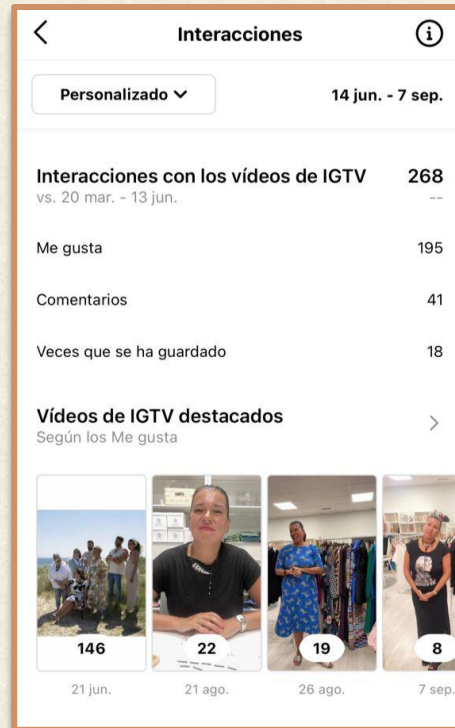 Interacciones
Personalizado
14 jun. - 7 sep.
Interacciones con los vídeos de IGTV 268
vs. 20 mar. - 13 jun. --
Me gusta 195
Comentarios 41
Veces que se ha guardado 18
Vídeos de IGTV destacados
Según los Me gusta
146 22 19 8
21 jun. 21 ago. 26 ago. 7 sep.